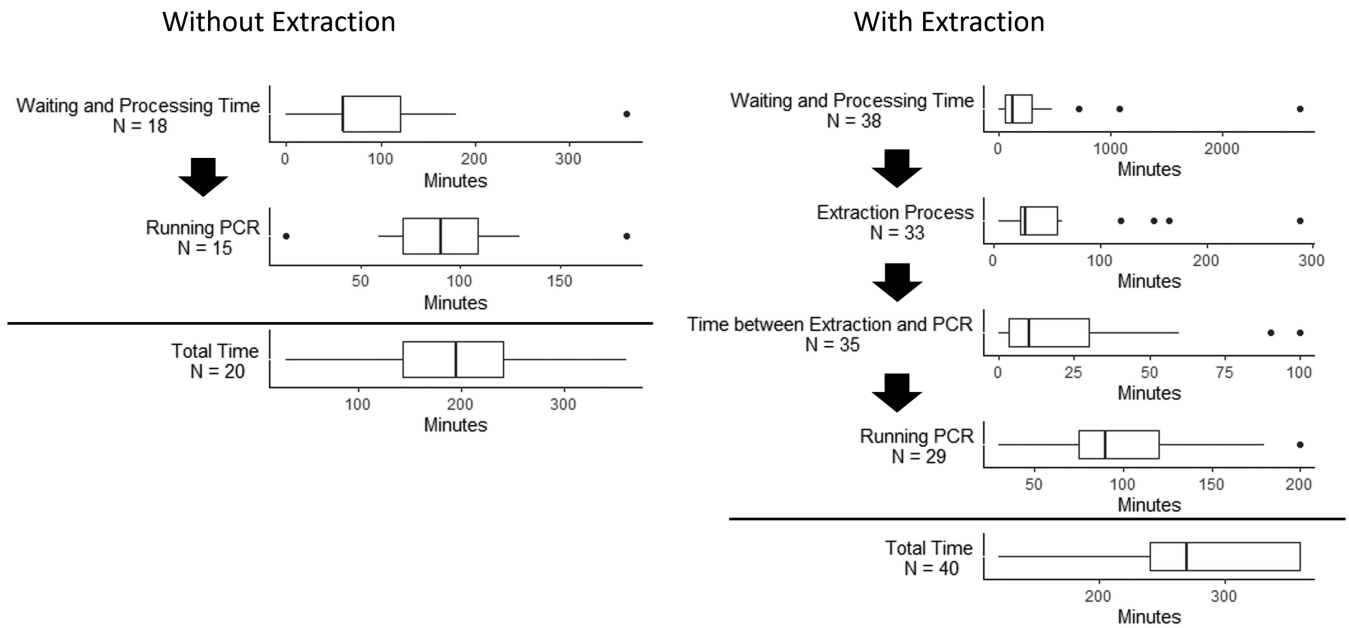 Without Extraction
Waiting and Processing Time
N = 18
0 100 200 300
Minutes
Running PCR
N = 15
50 100 150
Minutes
Total Time
N = 20
100 200 300
Minutes
With Extraction
Waiting and Processing Time
N = 38
0 1000 2000
Minutes
Extraction Process
N = 33
0 100 200 300
Minutes
Time between Extraction and PCR
N = 35
0 25 50 75 100
Minutes
Running PCR
N = 29
50 100 150 200
Minutes
Total Time
N = 40
200 300
Minutes